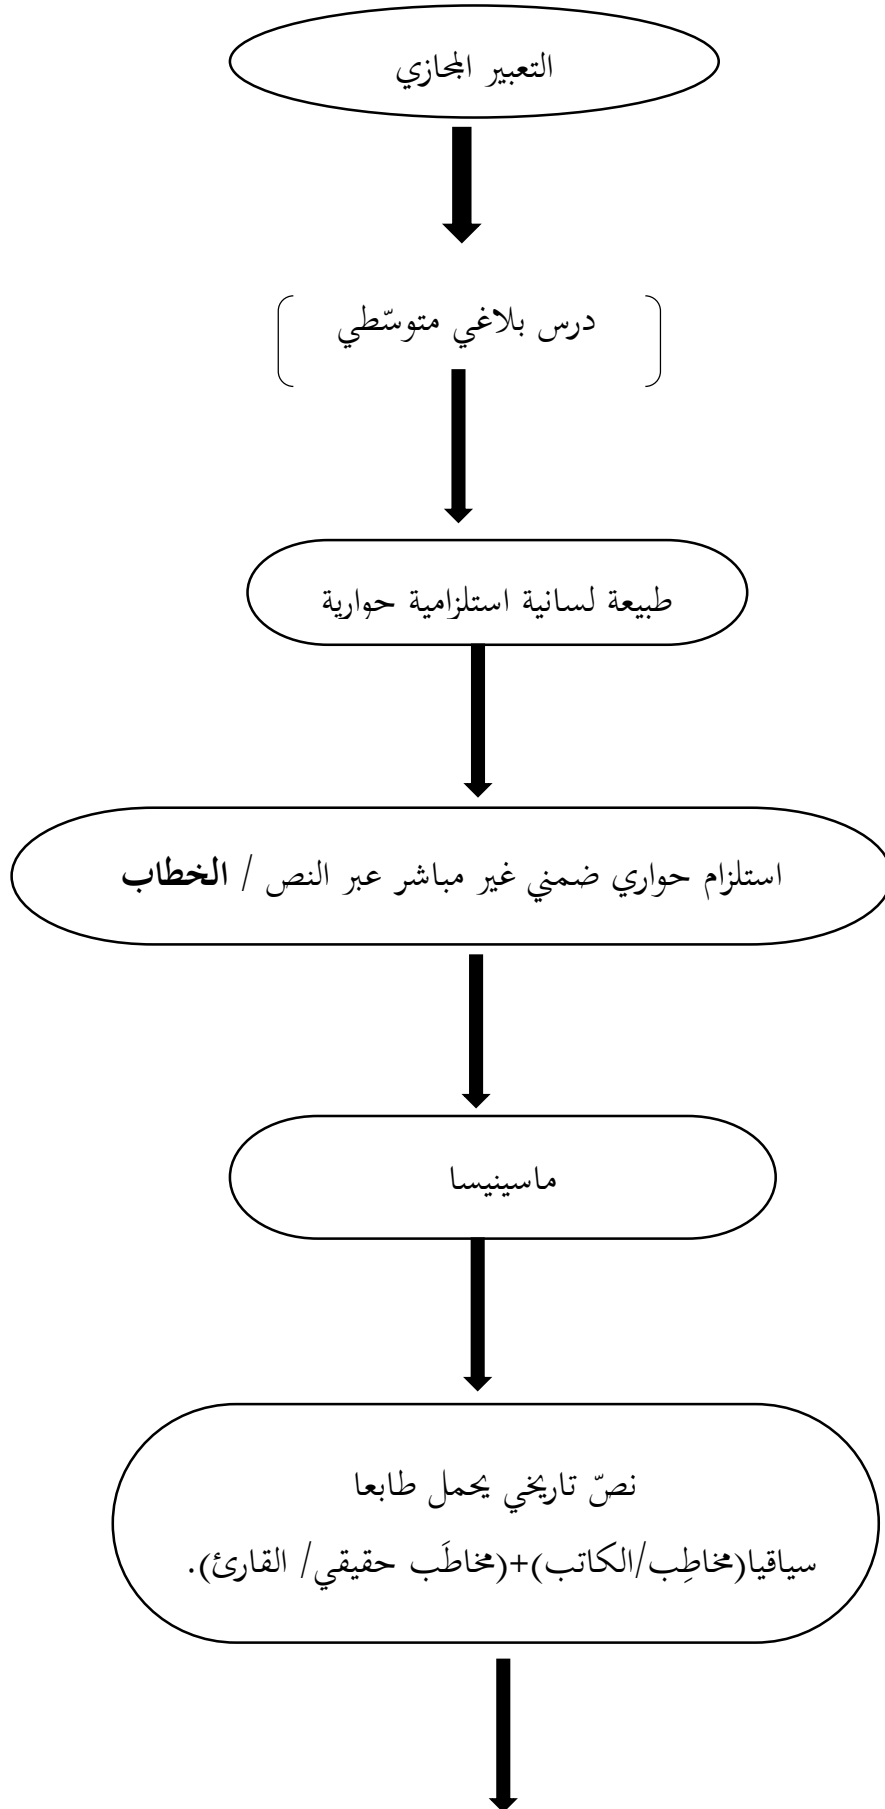 التعبير المجازي
درس بلاغي متوسّطي
طبيعة لسانية استلزامية حوارية
استلزام حواري ضمني غير مباشر عبر النص / الخطاب
ماسينيسا
نصّ تاريخي يحمل طابعا
سياقيا(مخاطِب/الكاتب)+(مخاطَب حقيقي/ القارئ).